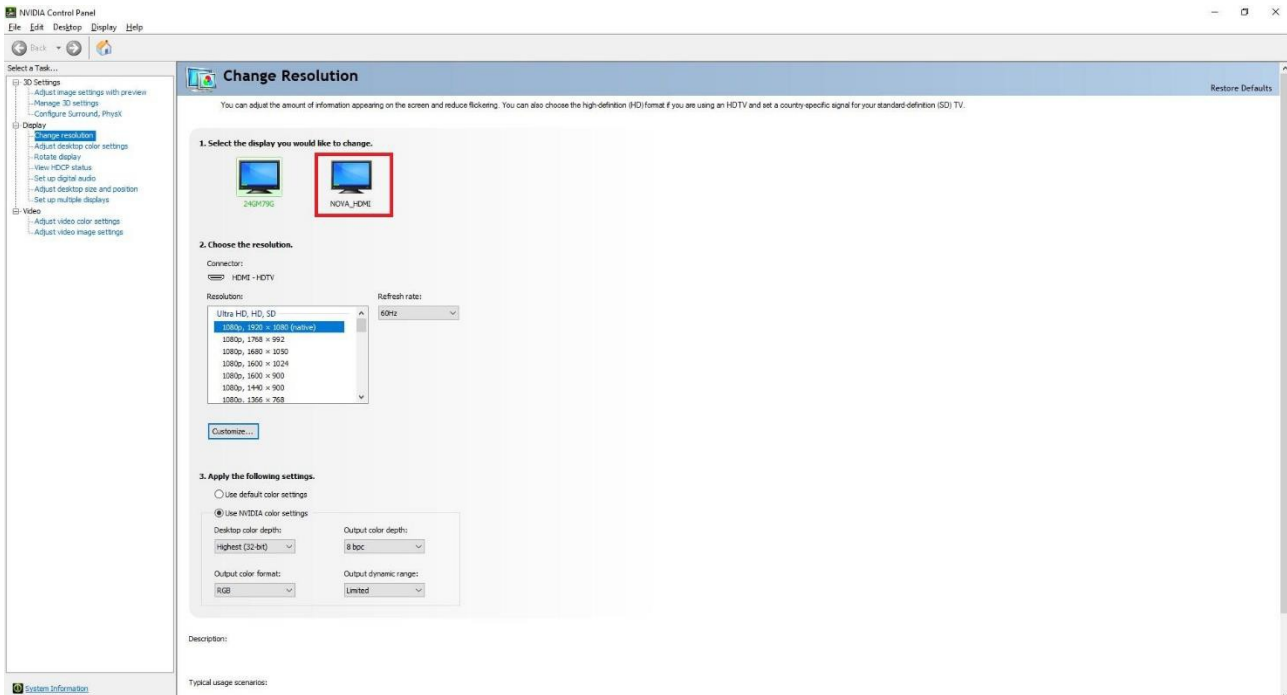 NVIDIA Control Panel
File Edit Desktop Display Help
Back
Select a Task...
3D Settings
Adjust image settings with preview
Manage 3D settings
Configure Surround, PhysX
Display
Change resolution
Adjust desktop color settings
Rotate display
View HDCP status
Set up digital audio
Adjust desktop size and position
Set up multiple displays
Video
Adjust video color settings
Adjust video image settings
System Information
Change Resolution
Restore Defaults
You can adjust the amount of information appearing on the screen and reduce flickering. You can also choose the high-definition (HD) format if you are using an HDTV and set a country-specific signal for your standard-definition (SD) TV.
1. Select the display you would like to change.
24GM79G NOVA_HDMI
2. Choose the resolution.
Connector:
HDMI - HDTV
Resolution: Refresh rate:
Ultra HD, HD, SD 60Hz
1080p, 1920 × 1080 (native)
1080p, 1768 × 992
1080p, 1680 × 1050
1080p, 1600 × 1024
1080p, 1600 × 900
1080p, 1440 × 900
1080p, 1366 × 768
Customize...
3. Apply the following settings.
Use default color settings
Use NVIDIA color settings
Desktop color depth: Output color depth:
Highest (32-bit) 8 bpc
Output color format: Output dynamic range:
RGB Limited
Description:
Typical usage scenarios: